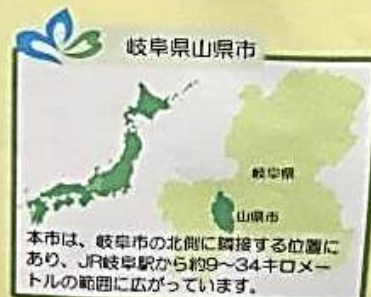 岐阜県山県市
岐阜県
山県市
本市は、岐阜市の北側に隣接する位置に
あり、JR岐阜駅から約9〜34キロメー
トルの範囲に広がっています。